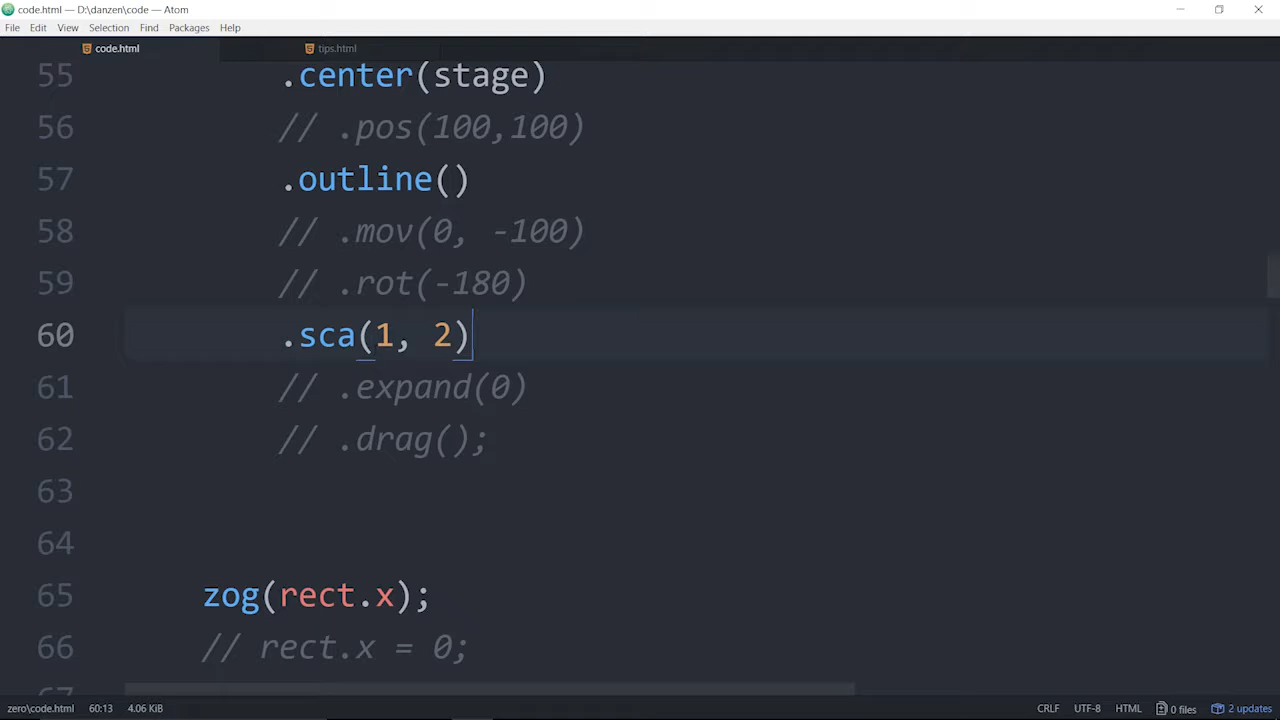 code.html — D:\danzen\code — Atom
File Edit View Selection Find Packages Help
code.html tips.html
55 .center(stage)
56 // .pos(100,100)
57 .outline()
58 // .mov(0, -100)
59 // .rot(-180)
60 .sca(1, 2)
61 // .expand(0)
62 // .drag();
63
64
65 zog(rect.x);
66 // rect.x = 0;
67
zero\code.html 60:13 4.06 KiB CRLF UTF-8 HTML 0 files 2 updates